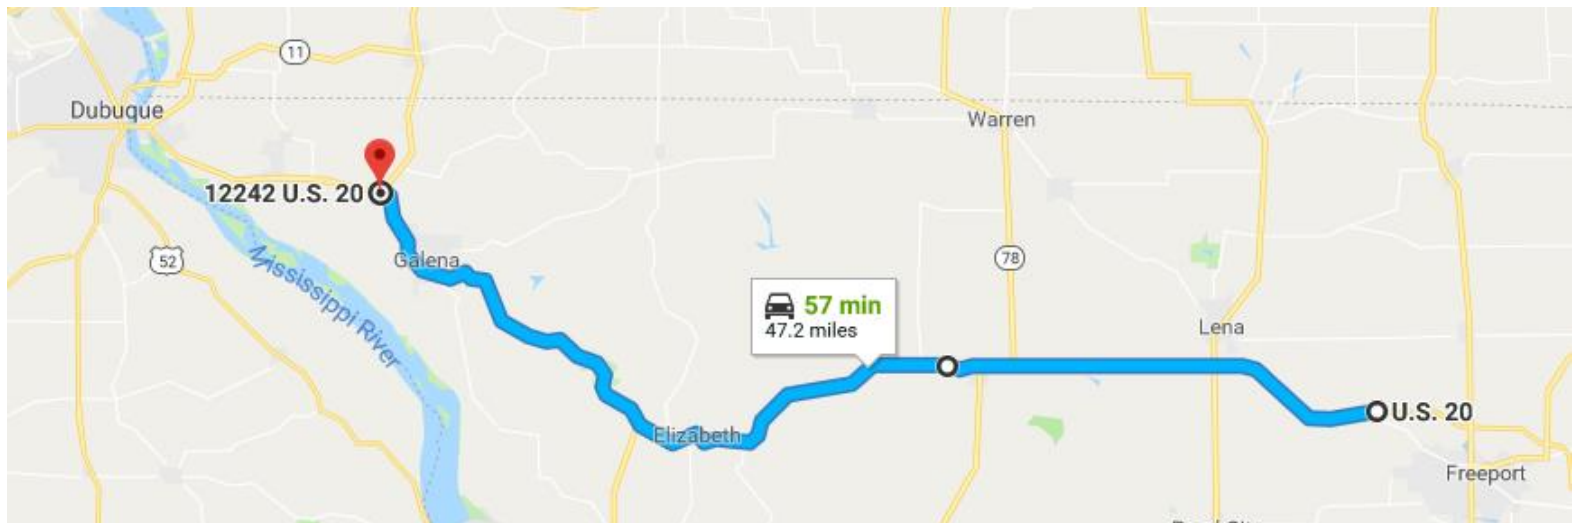 11
Dubuque
Warren
12242 U.S. 20
52
Galena
78
Mississippi River
57 min
47.2 miles
Lena
Elizabeth
U.S. 20
Freeport